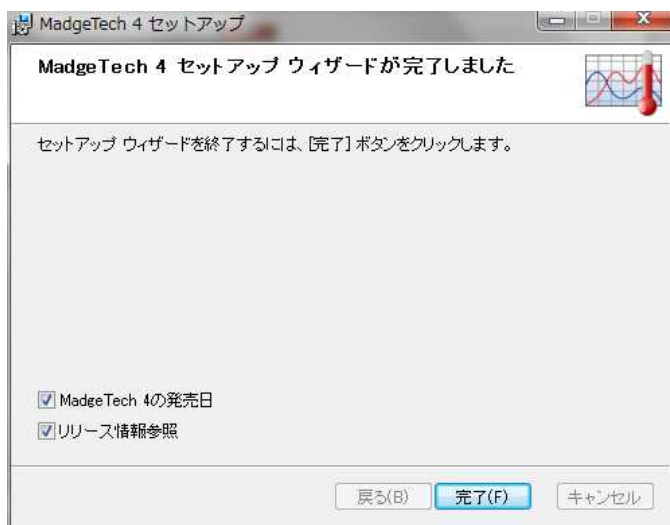 MadgeTech 4 セットアップ
MadgeTech 4 セットアップ ウィザードが完了しました
セットアップ ウィザードを終了するには、[完了] ボタンをクリックします。
MadgeTech 4の発売日
リリース情報参照
戻る(B) 完了(F) キャンセル